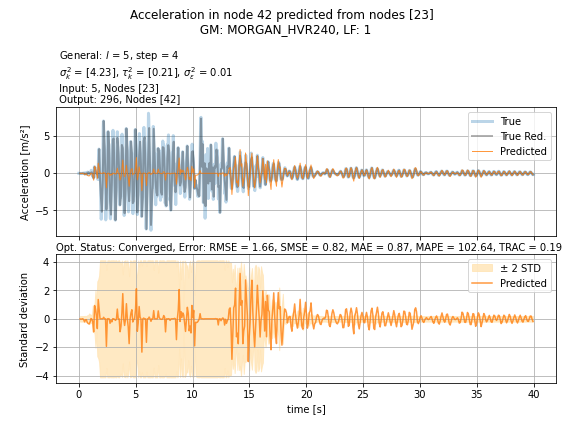 Acceleration in node 42 predicted from nodes [23]
GM: MORGAN_HVR240, LF: 1
General: l = 5, step = 4
σ²ₖ = [4.23], τ²ₖ = [0.21], σ²ε = 0.01
Input: 5, Nodes [23]
Output: 296, Nodes [42]
Acceleration [m/s²]
5
0
−5
True
True Red.
Predicted
Opt. Status: Converged, Error: RMSE = 1.66, SMSE = 0.82, MAE = 0.87, MAPE = 102.64, TRAC = 0.19
Standard deviation
4
2
0
−2
−4
± 2 STD
Predicted
0 5 10 15 20 25 30 35 40
time [s]